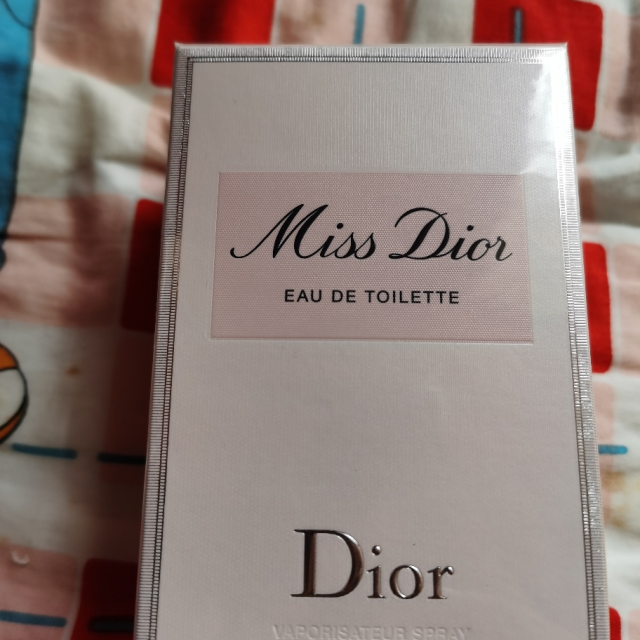 Miss Dior
EAU DE TOILETTE
Dior
VAPORISATEUR SPRAY